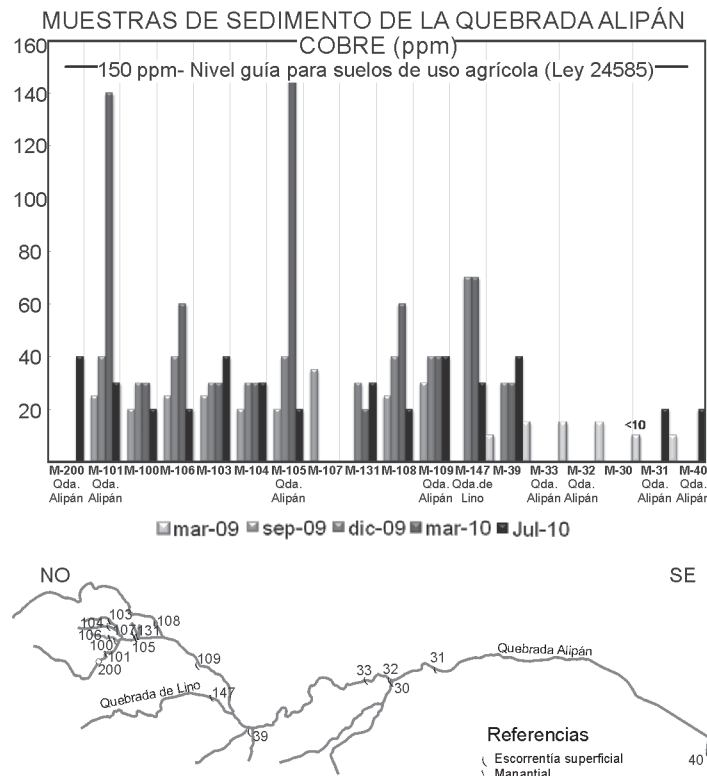 MUESTRAS DE SEDIMENTO DE LA QUEBRADA ALIPÁN
COBRE (ppm)
150 ppm- Nivel guía para suelos de uso agrícola (Ley 24585)
160
140
120
100
80
60
40
20
<10
M-200 M-101 M-100 M-106 M-103 M-104 M-105 M-107 M-131 M-108 M-109 M-147 M-39 M-33 M-32 M-30 M-31 M-40
Qda. Qda. Qda. Qda. Qda.de Qda. Qda. Qda. Qda.
Alipán Alipán Alipán Alipán Lino Alipán Alipán Alipán Alipán
mar-09 sep-09 dic-09 mar-10 Jul-10
NO
SE
103
104
108
107
131
106
100
105
101
200
109
147
Quebrada de Lino
39
33
32
31
30
Quebrada Alipán
40
Referencias
Escorrentía superficial
Manantial